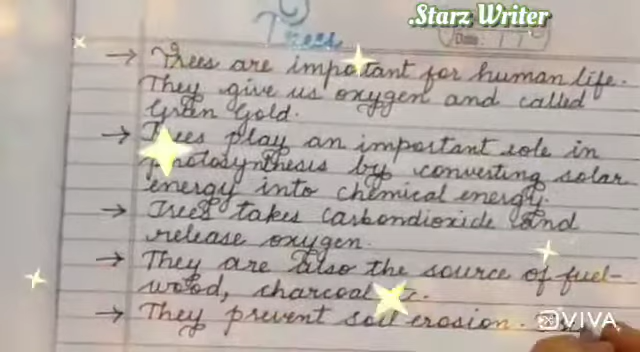 .Starz Writer
Trees
Date:
→ Trees are impotant for human life.
They give us oxygen and called
Green Gold.
→ Trees play an important role in
photosynthesis by converting solar
energy into chemical energy.
→ Trees takes carbondioxide and
release oxygen.
→ They are also the source of fuel-
wood, charcoal
→ They prevent soil erosion.
VIVA